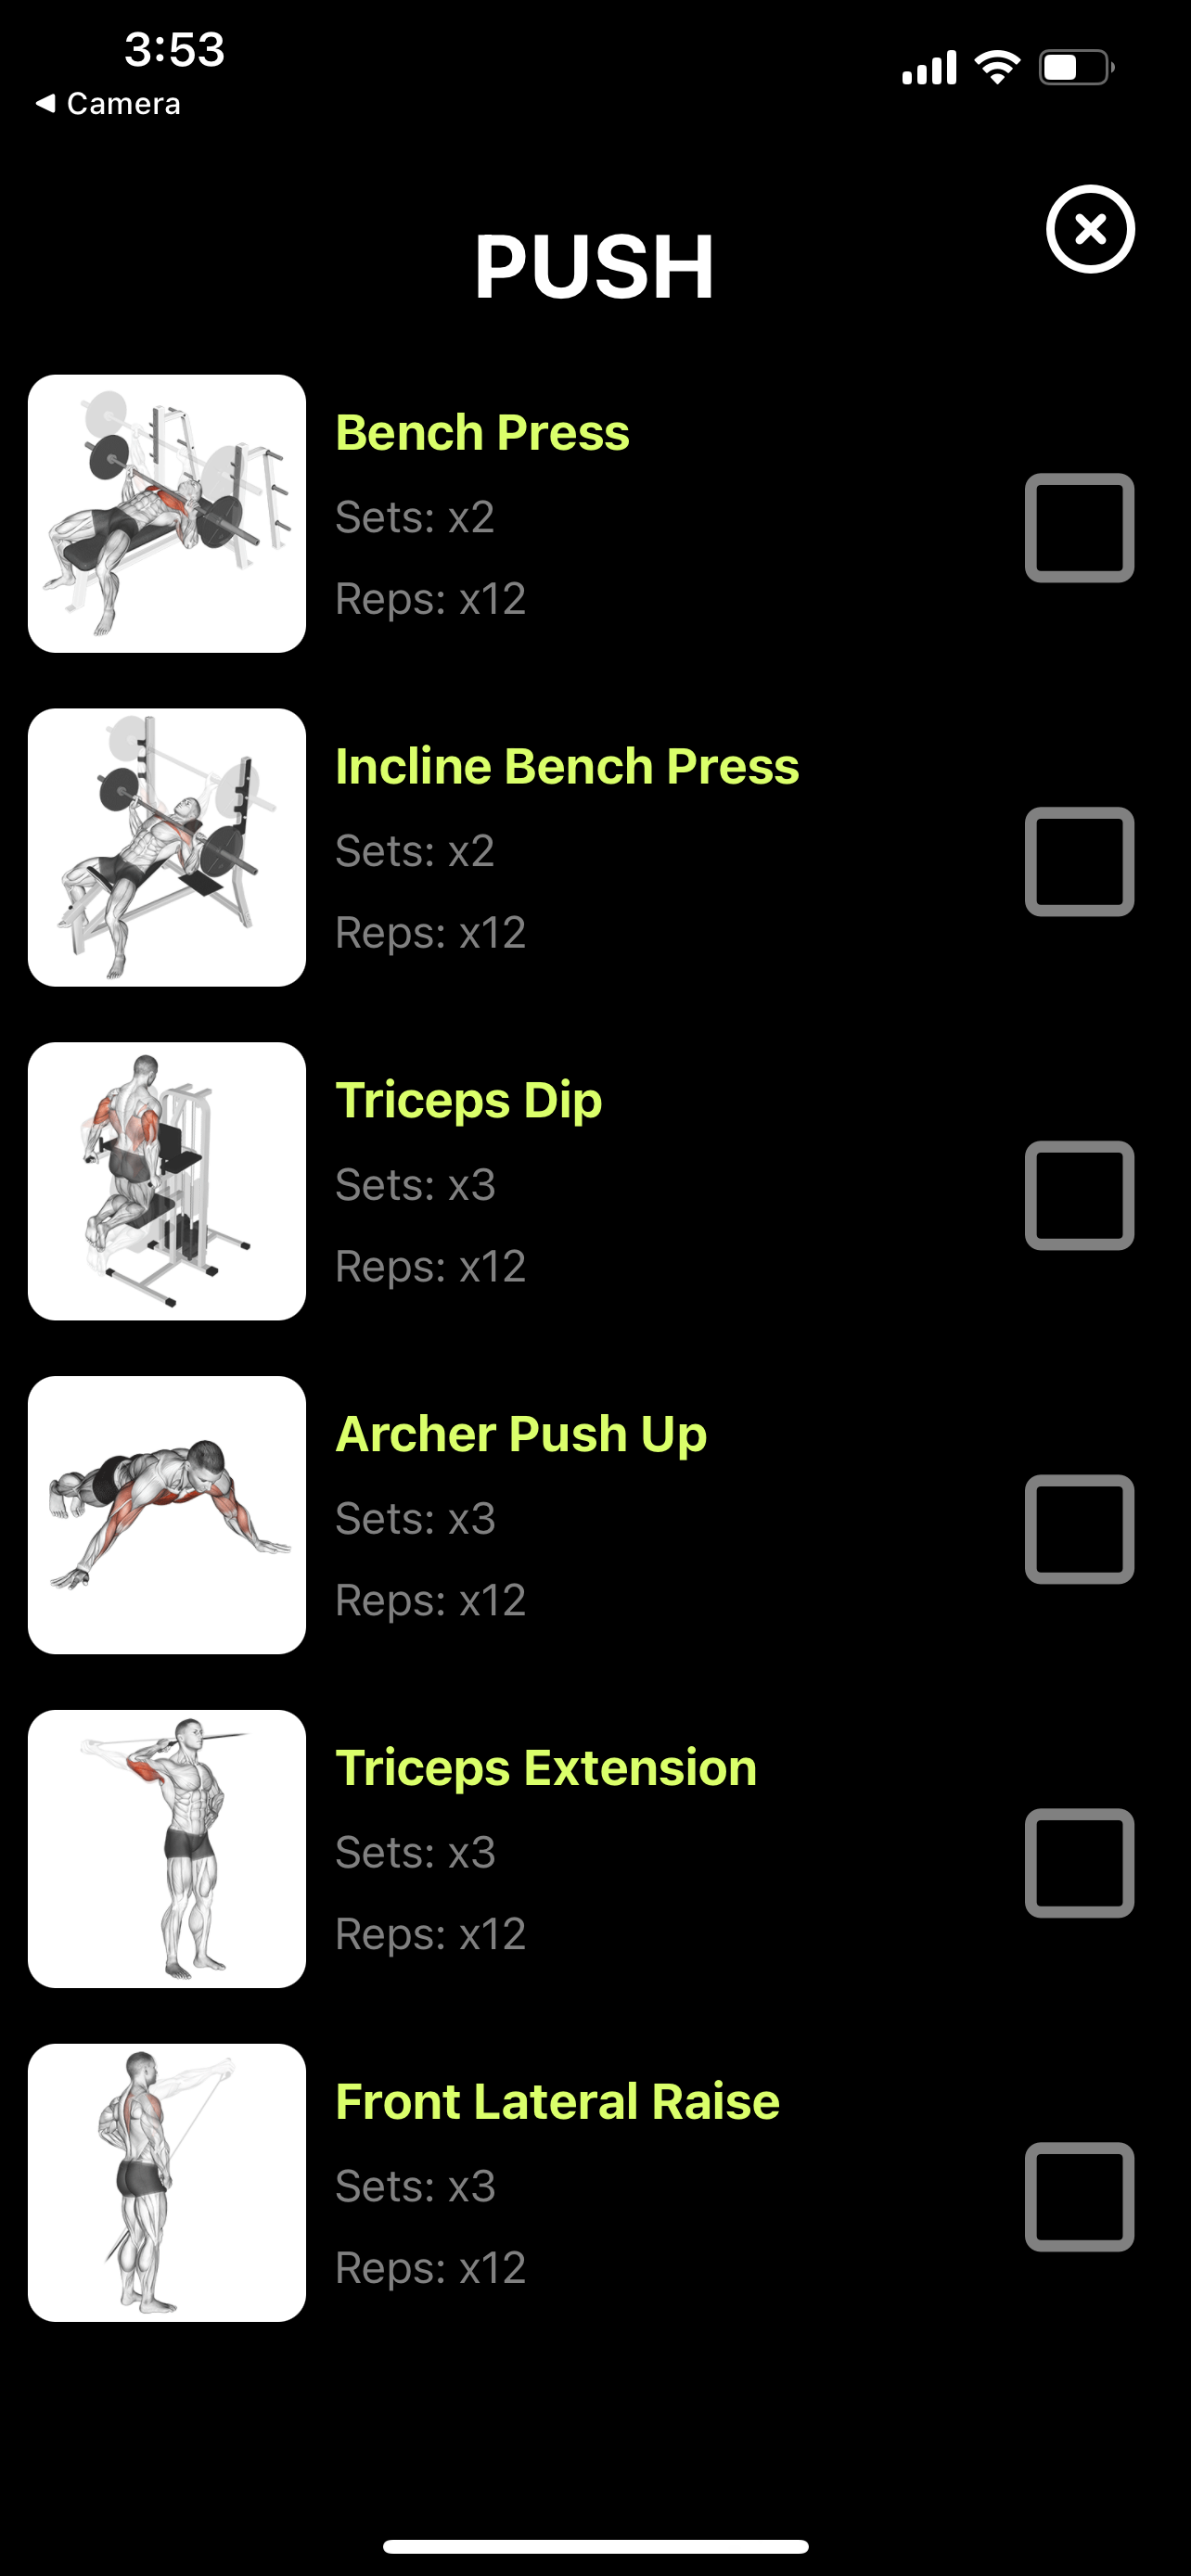 3:53
Camera
PUSH
Bench Press
Sets: x2
Reps: x12
Incline Bench Press
Sets: x2
Reps: x12
Triceps Dip
Sets: x3
Reps: x12
Archer Push Up
Sets: x3
Reps: x12
Triceps Extension
Sets: x3
Reps: x12
Front Lateral Raise
Sets: x3
Reps: x12